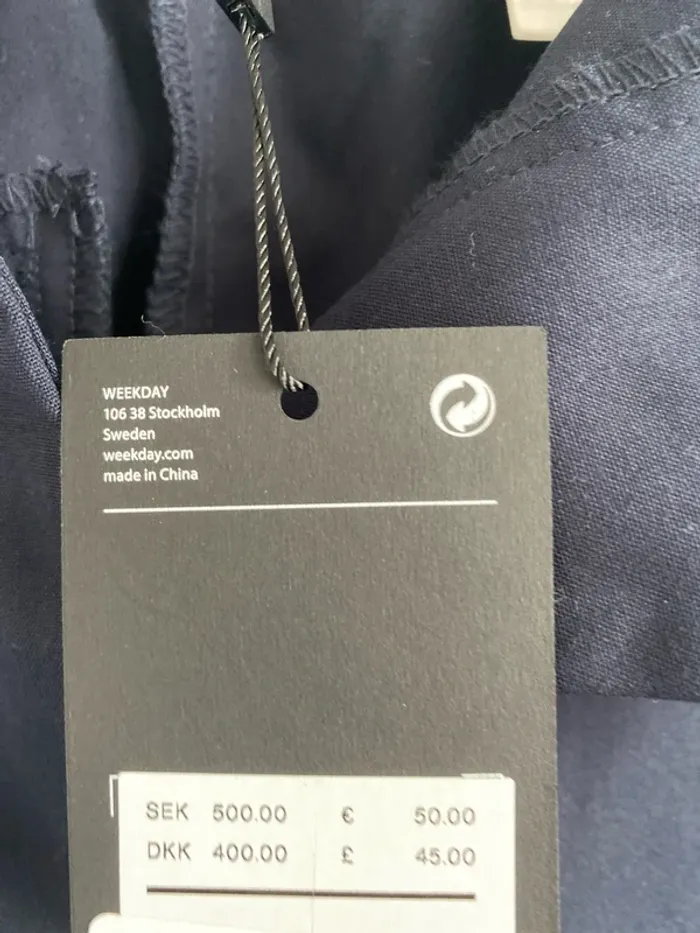 WEEKDAY
106 38 Stockholm
Sweden
weekday.com
made in China
SEK 500.00 € 50.00
DKK 400.00 £ 45.00